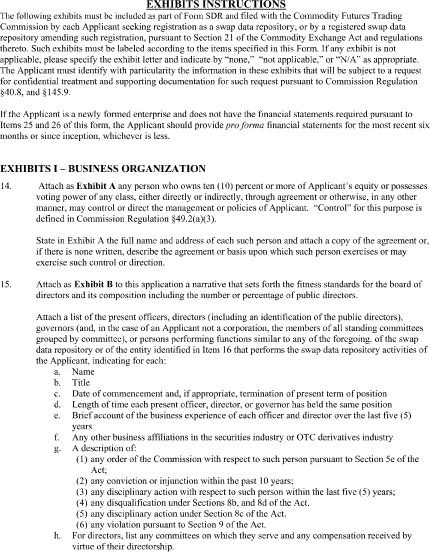 EXHIBITS INSTRUCTIONS
The following exhibits must be included as part of Form SDR and filed with the Commodity Futures Trading
Commission by each Applicant seeking registration as a swap data repository, or by a registered swap data
repository amending such registration, pursuant to Section 21 of the Commodity Exchange Act and regulations
thereto. Such exhibits must be labeled according to the items specified in this Form. If any exhibit is not
applicable, please specify the exhibit letter and indicate by “none,” “not applicable,” or “N/A” as appropriate.
The Applicant must identify with particularity the information in these exhibits that will be subject to a request
for confidential treatment and supporting documentation for such request pursuant to Commission Regulation
§40.8, and §145.9.
If the Applicant is a newly formed enterprise and does not have the financial statements required pursuant to
Items 25 and 26 of this form, the Applicant should provide pro forma financial statements for the most recent six
months or since inception, whichever is less.
EXHIBITS I – BUSINESS ORGANIZATION
14. Attach as Exhibit A any person who owns ten (10) percent or more of Applicant's equity or possesses
voting power of any class, either directly or indirectly, through agreement or otherwise, in any other
manner, may control or direct the management or policies of Applicant. “Control” for this purpose is
defined in Commission Regulation §49.2(a)(3).
State in Exhibit A the full name and address of each such person and attach a copy of the agreement or,
if there is none written, describe the agreement or basis upon which such person exercises or may
exercise such control or direction.
15. Attach as Exhibit B to this application a narrative that sets forth the fitness standards for the board of
directors and its composition including the number or percentage of public directors.
Attach a list of the present officers, directors (including an identification of the public directors),
governors (and, in the case of an Applicant not a corporation, the members of all standing committees
grouped by committee), or persons performing functions similar to any of the foregoing, of the swap
data repository or of the entity identified in Item 16 that performs the swap data repository activities of
the Applicant, indicating for each:
a. Name
b. Title
c. Date of commencement and, if appropriate, termination of present term of position
d. Length of time each present officer, director, or governor has held the same position
e. Brief account of the business experience of each officer and director over the last five (5)
years
f. Any other business affiliations in the securities industry or OTC derivatives industry
g. A description of:
(1) any order of the Commission with respect to such person pursuant to Section 5e of the
Act;
(2) any conviction or injunction within the past 10 years;
(3) any disciplinary action with respect to such person within the last five (5) years;
(4) any disqualification under Sections 8b, and 8d of the Act.
(5) any disciplinary action under Section 8c of the Act.
(6) any violation pursuant to Section 9 of the Act.
h. For directors, list any committees on which they serve and any compensation received by
virtue of their directorship.